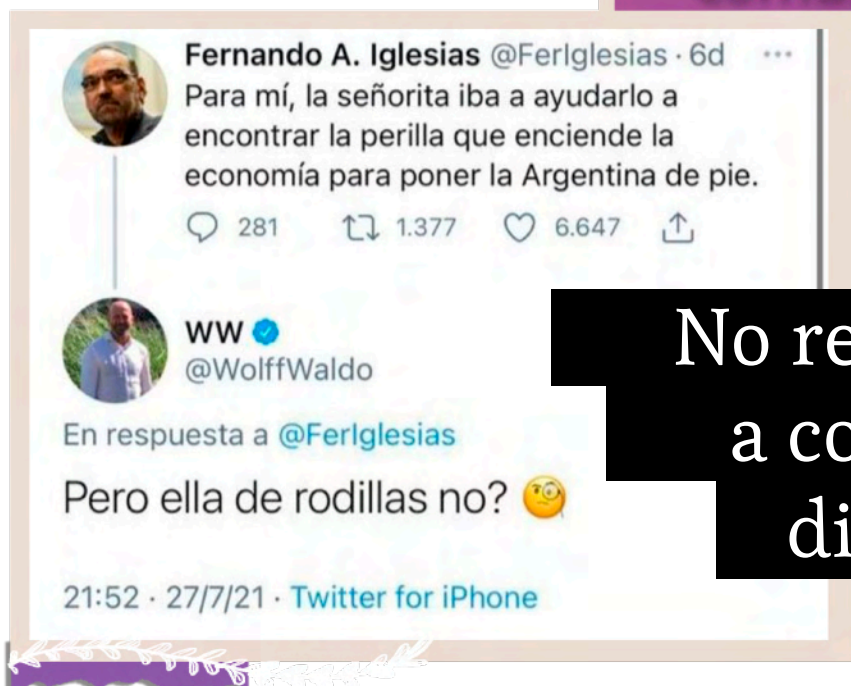 Fernando A. Iglesias @FerIglesias · 6d
Para mí, la señorita iba a ayudarlo a
encontrar la perilla que enciende la
economía para poner la Argentina de pie.
281 1.377 6.647
WW
@WolffWaldo
En respuesta a @FerIglesias
Pero ella de rodillas no? 🧐
21:52 · 27/7/21 · Twitter for iPhone
No re
a co
di